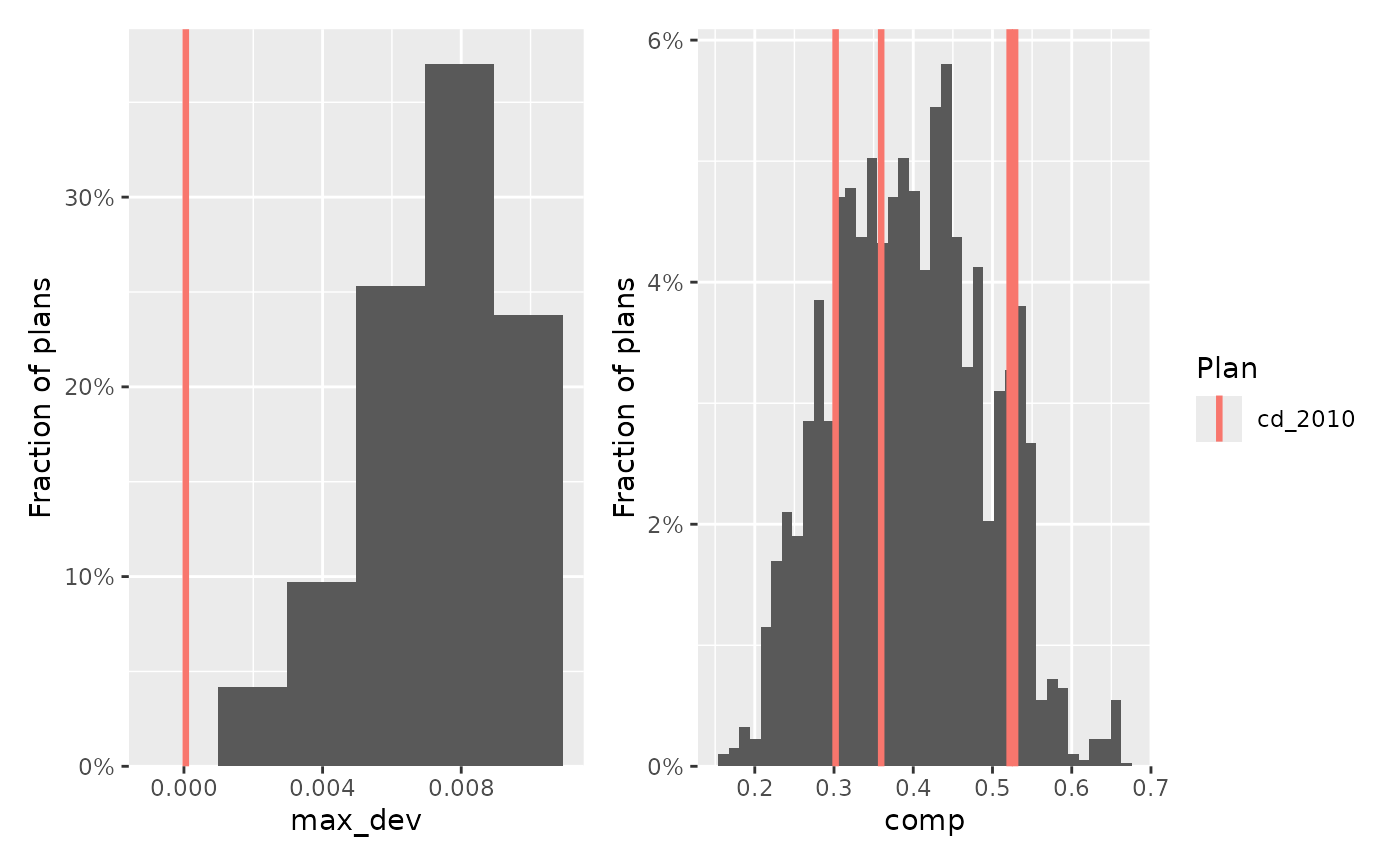 Fraction of plans
30%
20%
10%
0%
0.000 0.004 0.008
max_dev
Fraction of plans
6%
4%
2%
0%
0.2 0.3 0.4 0.5 0.6 0.7
comp
Plan
cd_2010